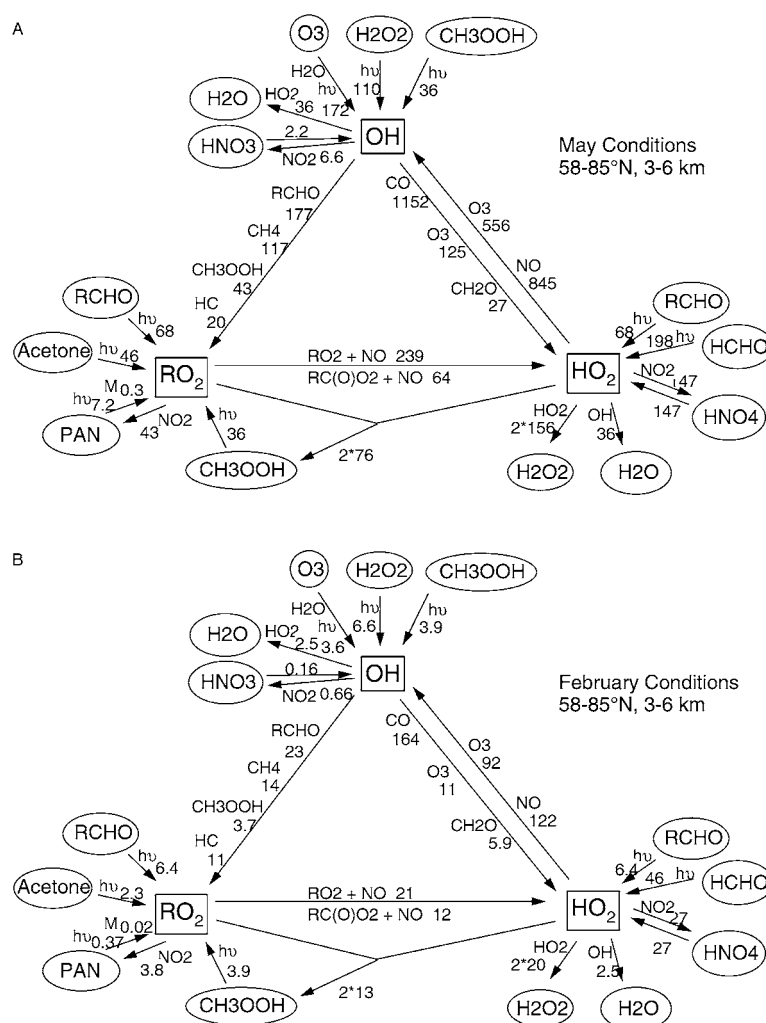 A
O3
H2O2
CH3OOH
H2O
hυ
172
hυ
110
hυ
36
H2O
HO2
36
HNO3
2.2
NO2 6.6
OH
May Conditions
58-85°N, 3-6 km
RCHO
177
CH4
117
CH3OOH
43
HC
20
CO
1152
O3
125
CH2O
27
O3
556
NO
845
RCHO
hυ
68
Acetone
hυ
46
M 0.3
hυ
7.2
PAN
NO2
43
RO2
RO2 + NO 239
RC(O)O2 + NO 64
HO2
hυ
36
CH3OOH
2*76
RCHO
hυ
68
198
hυ
HCHO
NO2
147
147
HNO4
HO2
2*156
OH
36
H2O2
H2O
B
O3
H2O2
CH3OOH
H2O
hυ
3.6
hυ
6.6
hυ
3.9
H2O
HO2
2.5
HNO3
0.16
NO2 0.66
OH
February Conditions
58-85°N, 3-6 km
RCHO
23
CH4
14
CH3OOH
3.7
HC
11
CO
164
O3
11
CH2O
5.9
O3
92
NO
122
RCHO
hυ
6.4
Acetone
hυ
2.3
M 0.02
hυ
0.37
PAN
NO2
3.8
RO2
RO2 + NO 21
RC(O)O2 + NO 12
HO2
hυ
3.9
CH3OOH
2*13
RCHO
hυ
6.4
46
hυ
HCHO
NO2
27
27
HNO4
HO2
2*20
OH
2.5
H2O2
H2O